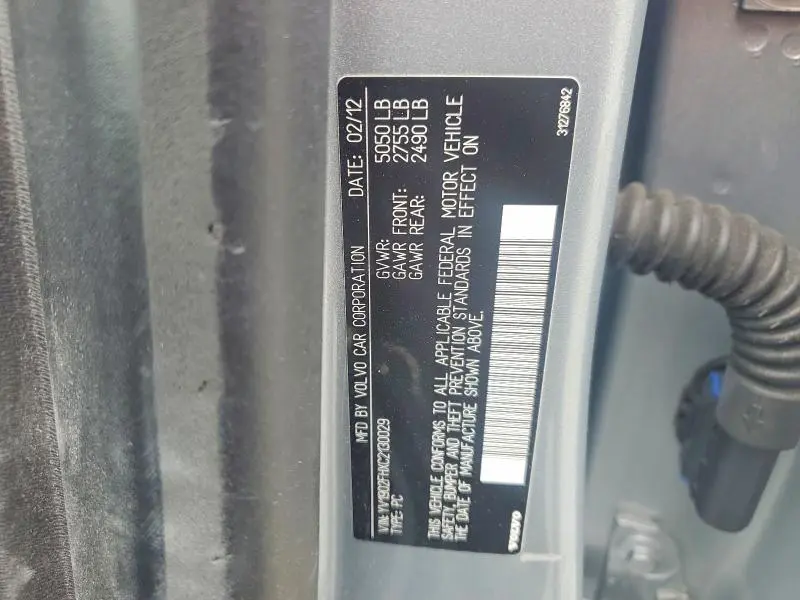 MFD BY VOLVO CAR CORPORATION DATE: 02/12
GVWR: 5050 LB
GAWR FRONT: 2755 LB
GAWR REAR: 2490 LB
VIN: YV1902FHXC2130029
TYPE: PC
THIS VEHICLE CONFORMS TO ALL APPLICABLE FEDERAL MOTOR VEHICLE
SAFETY, BUMPER AND THEFT PREVENTION STANDARDS IN EFFECT ON
THE DATE OF MANUFACTURE SHOWN ABOVE.
VOLVO
31276842